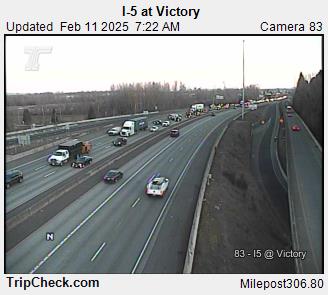 I-5 at Victory
Updated Feb 11 2025 7:22 AM Camera 83
Tr
N
83 - I5 @ Victory
TripCheck.com Milepost306.80